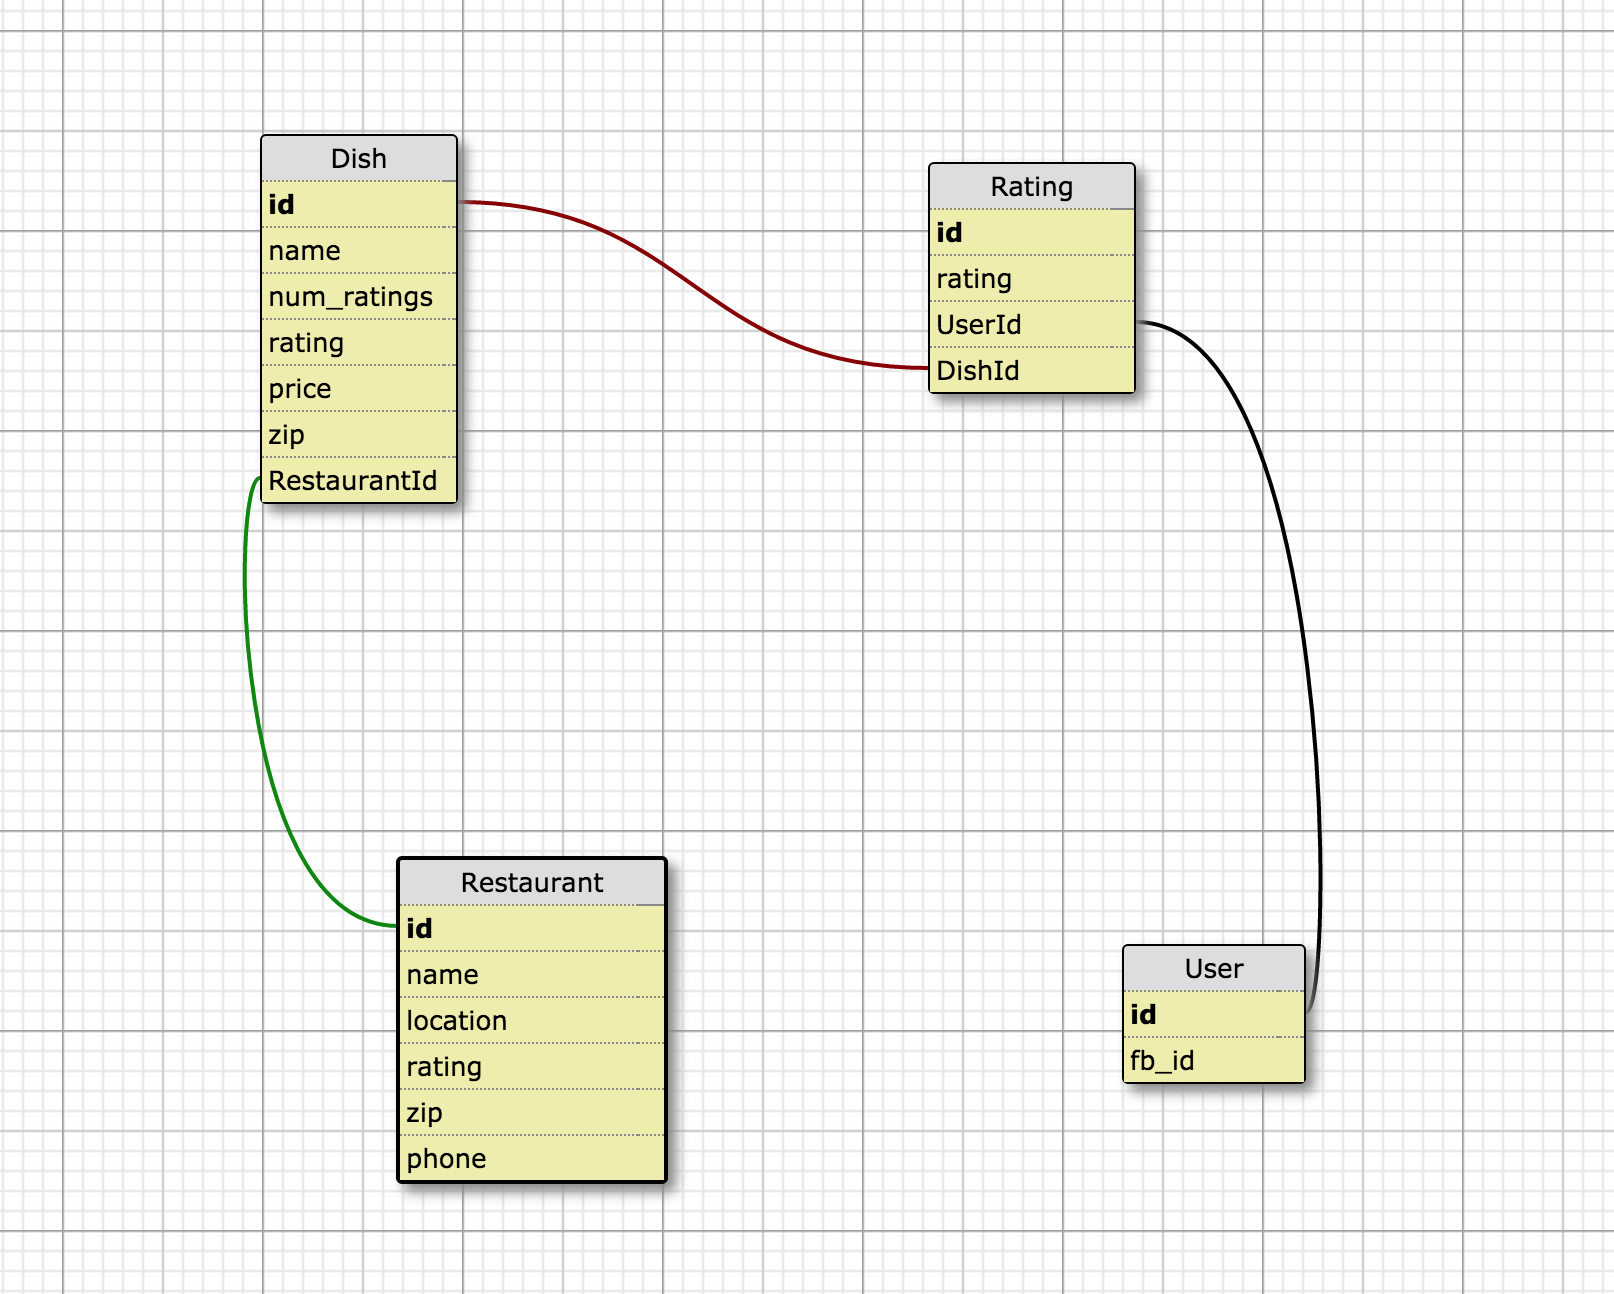 Dish
id
name
num_ratings
rating
price
zip
RestaurantId
Rating
id
rating
UserId
DishId
Restaurant
id
name
location
rating
zip
phone
User
id
fb_id